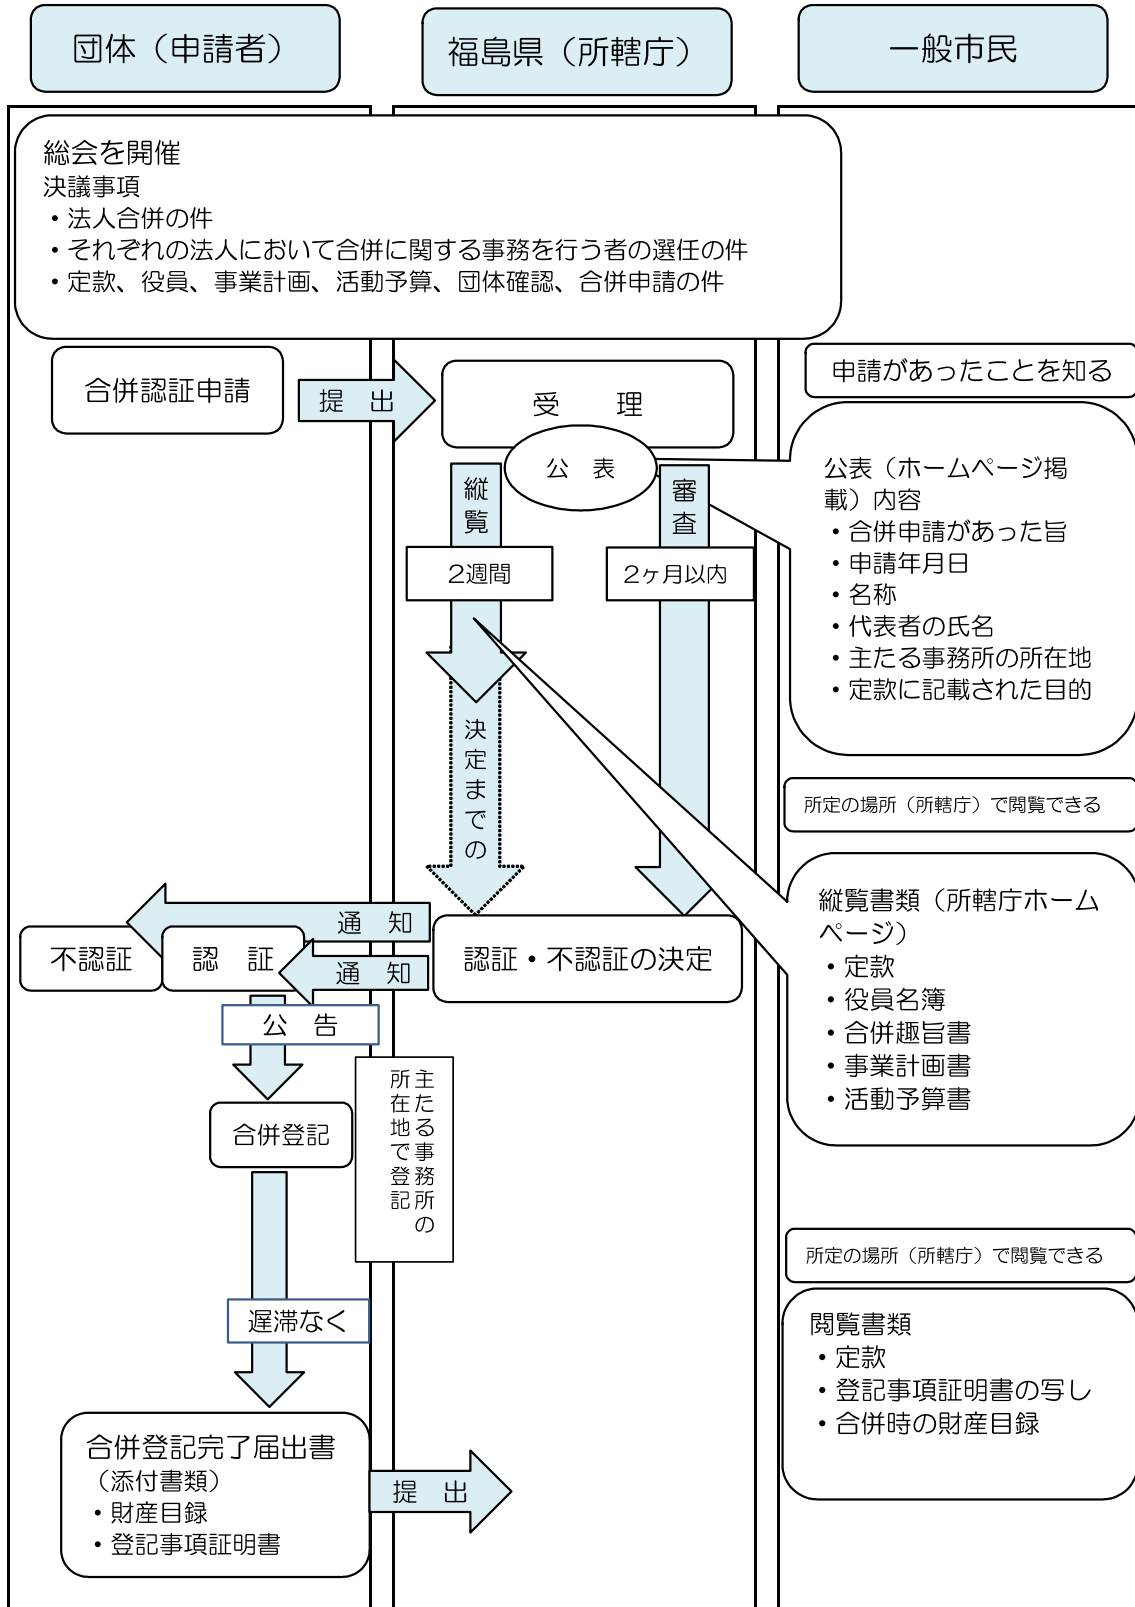 団体（申請者）
福島県（所轄庁）
一般市民
総会を開催
決議事項
・法人合併の件
・それぞれの法人において合併に関する事務を行う者の選任の件
・定款、役員、事業計画、活動予算、団体確認、合併申請の件
合併認証申請
提　出
受　　理
公　表
申請があったことを知る
公表（ホームページ掲
載）内容
・合併申請があった旨
・申請年月日
・名称
・代表者の氏名
・主たる事務所の所在地
・定款に記載された目的
縦覧
審査
2週間
2ヶ月以内
決定までの
所定の場所（所轄庁）で閲覧できる
縦覧書類（所轄庁ホーム
ページ）
・定款
・役員名簿
・合併趣旨書
・事業計画書
・活動予算書
通　知
通　知
不認証
認　証
認証・不認証の決定
公　告
合併登記
主たる事務所の
所在地で登記
遅滞なく
所定の場所（所轄庁）で閲覧できる
閲覧書類
・定款
・登記事項証明書の写し
・合併時の財産目録
合併登記完了届出書
（添付書類）
・財産目録
・登記事項証明書
提　出